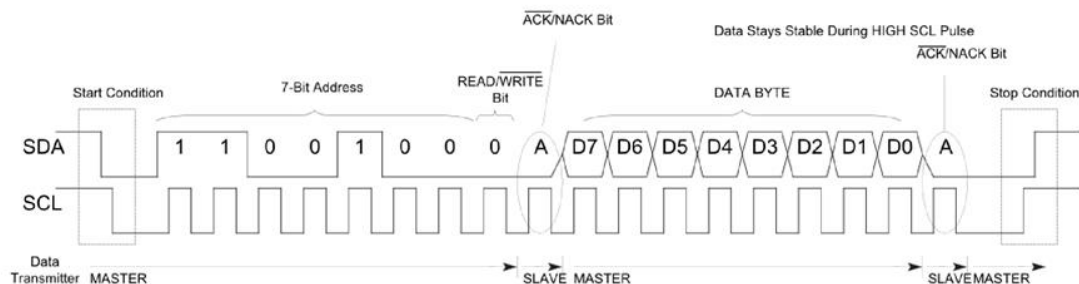 ACK/NACK Bit
Data Stays Stable During HIGH SCL Pulse
ACK/NACK Bit
Start Condition
7-Bit Address
READ/WRITE
Bit
DATA BYTE
Stop Condition
SDA 1 1 0 0 1 0 0 0 A D7 D6 D5 D4 D3 D2 D1 D0 A
SCL
Data
Transmitter MASTER SLAVE MASTER SLAVE MASTER